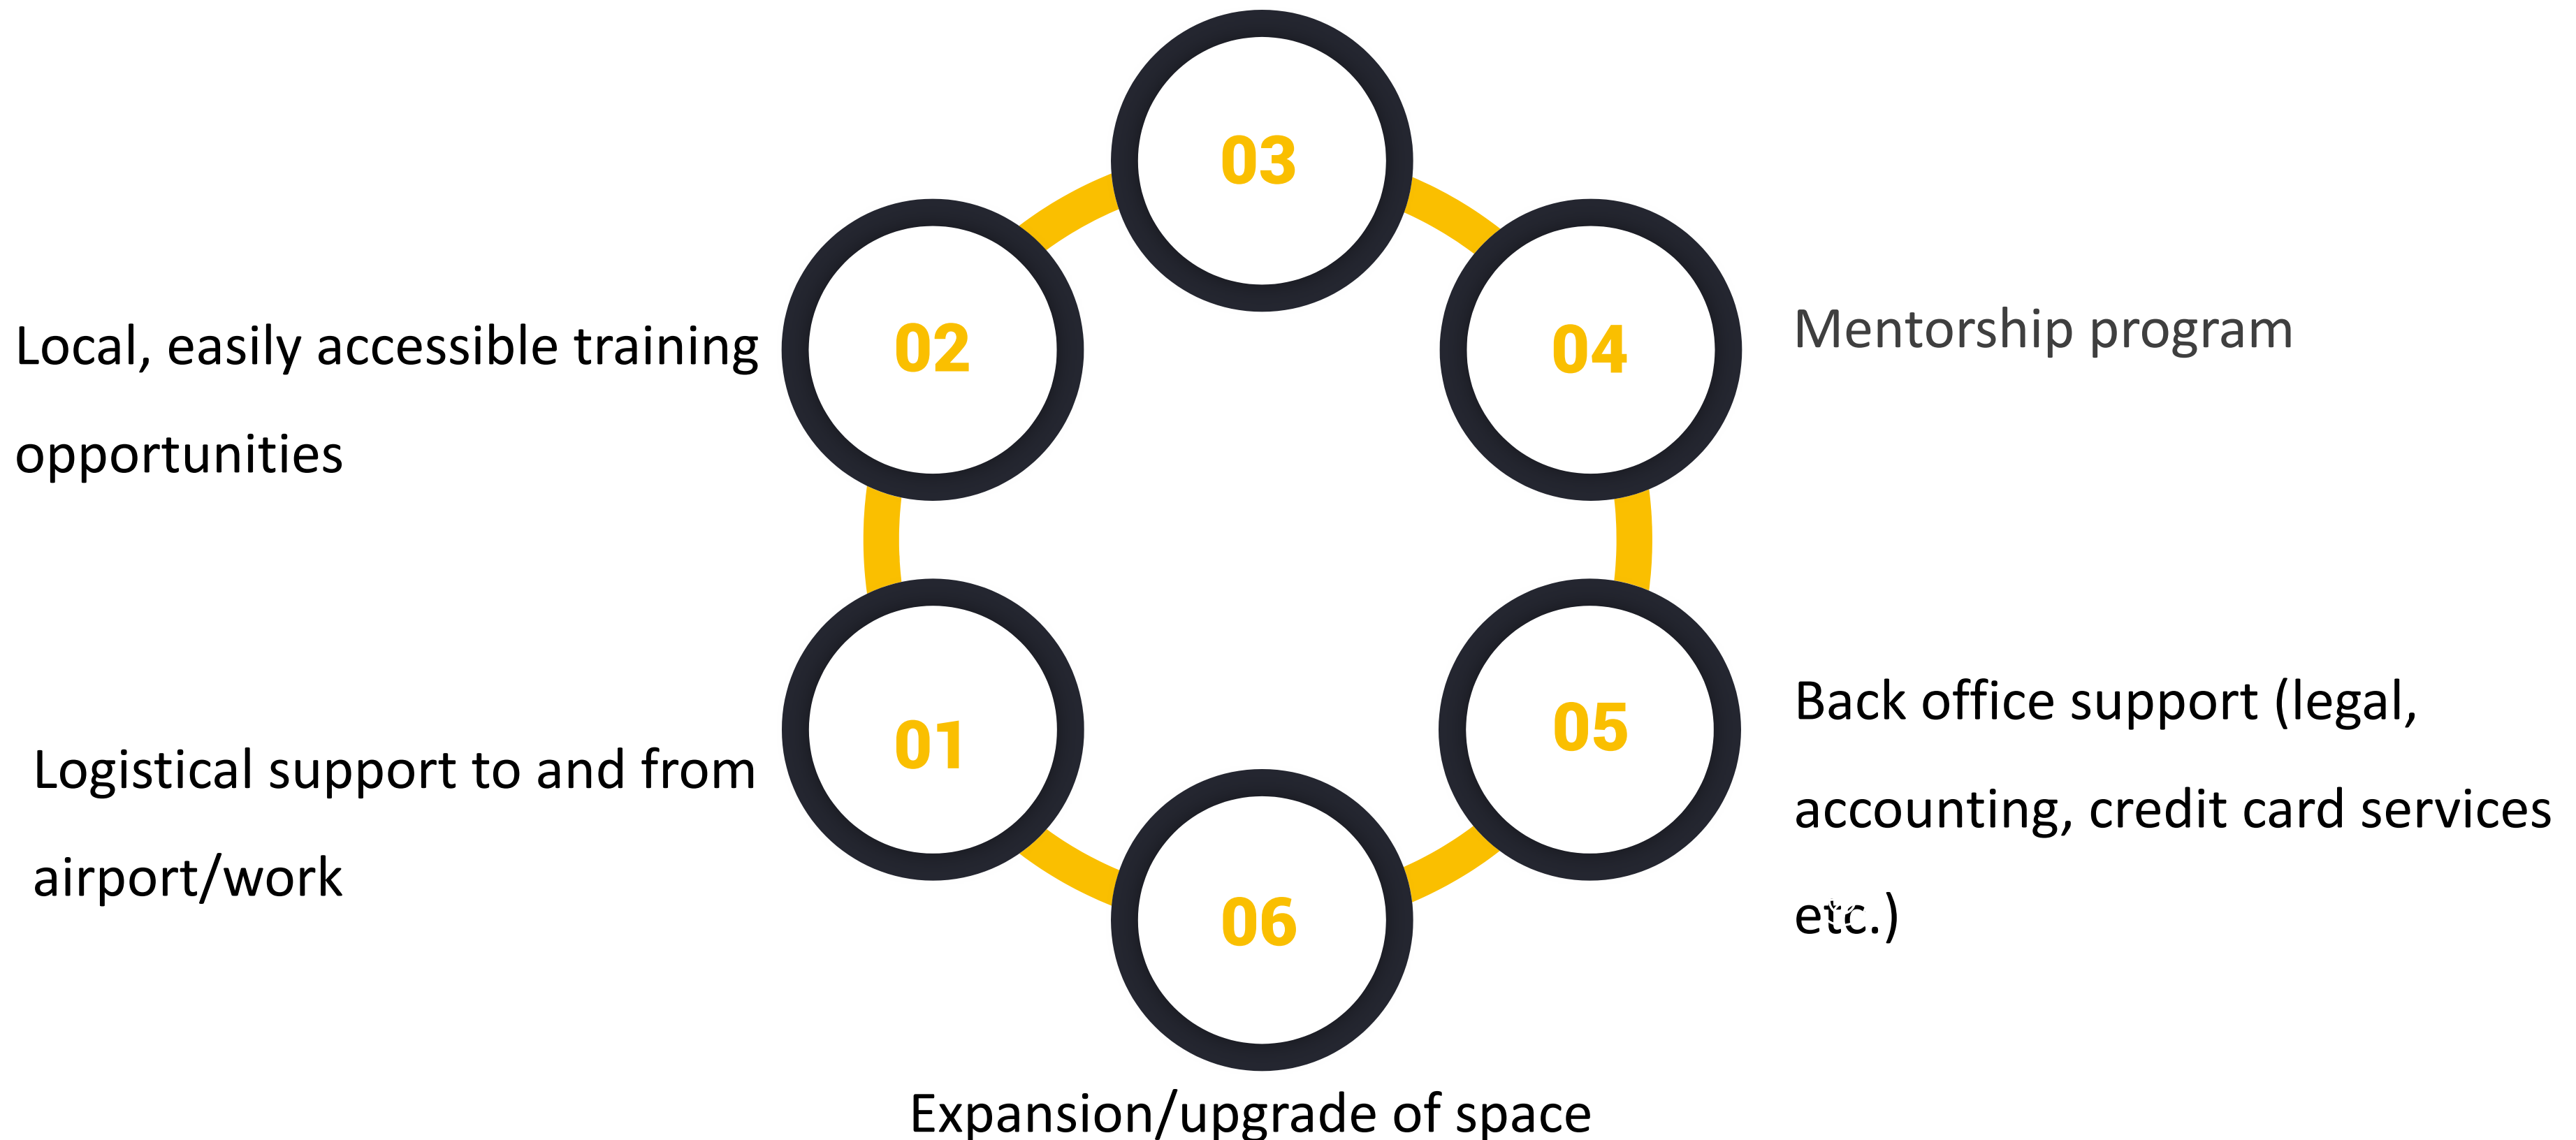 03
02
Local, easily accessible training
opportunities
04
Mentorship program
01
Logistical support to and from
airport/work
05
Back office support (legal,
accounting, credit card services
etc.)
06
Expansion/upgrade of space